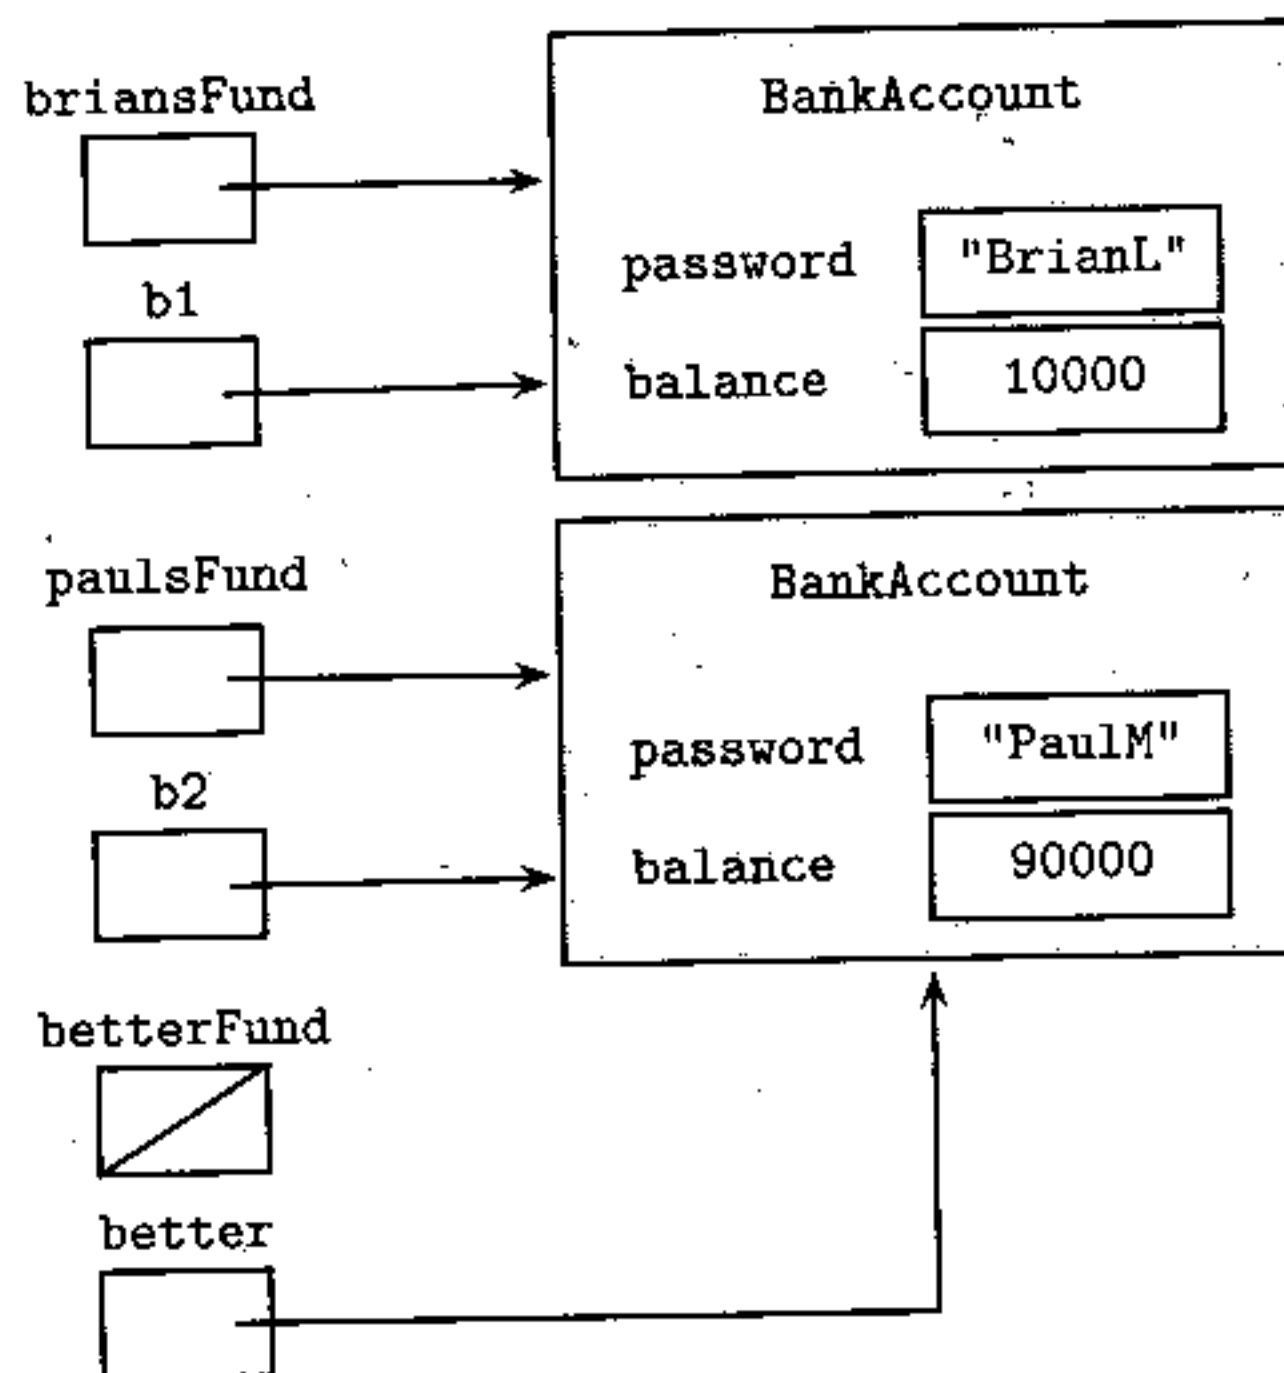 briansFund
BankAccount
password "BrianL"
b1
balance 10000
paulsFund
BankAccount
password "PaulM"
b2
balance 90000
betterFund
better